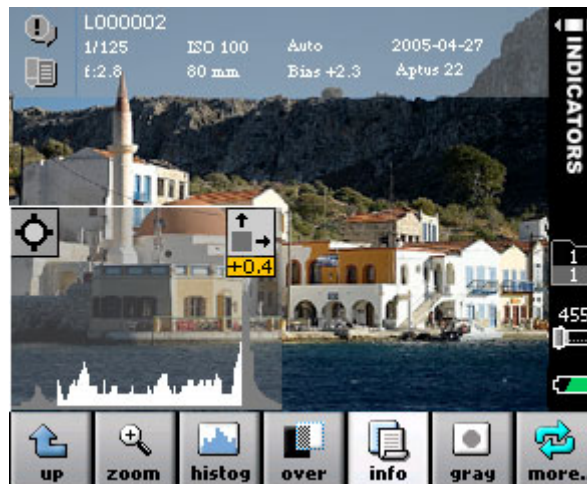 L000002
1/125 ISO 100 Auto 2005-04-27
f:2.8 80 mm Bias +2.3 Aptus 22
INDICATORS
+0.4
1
1
455
up zoom histog over info gray more.